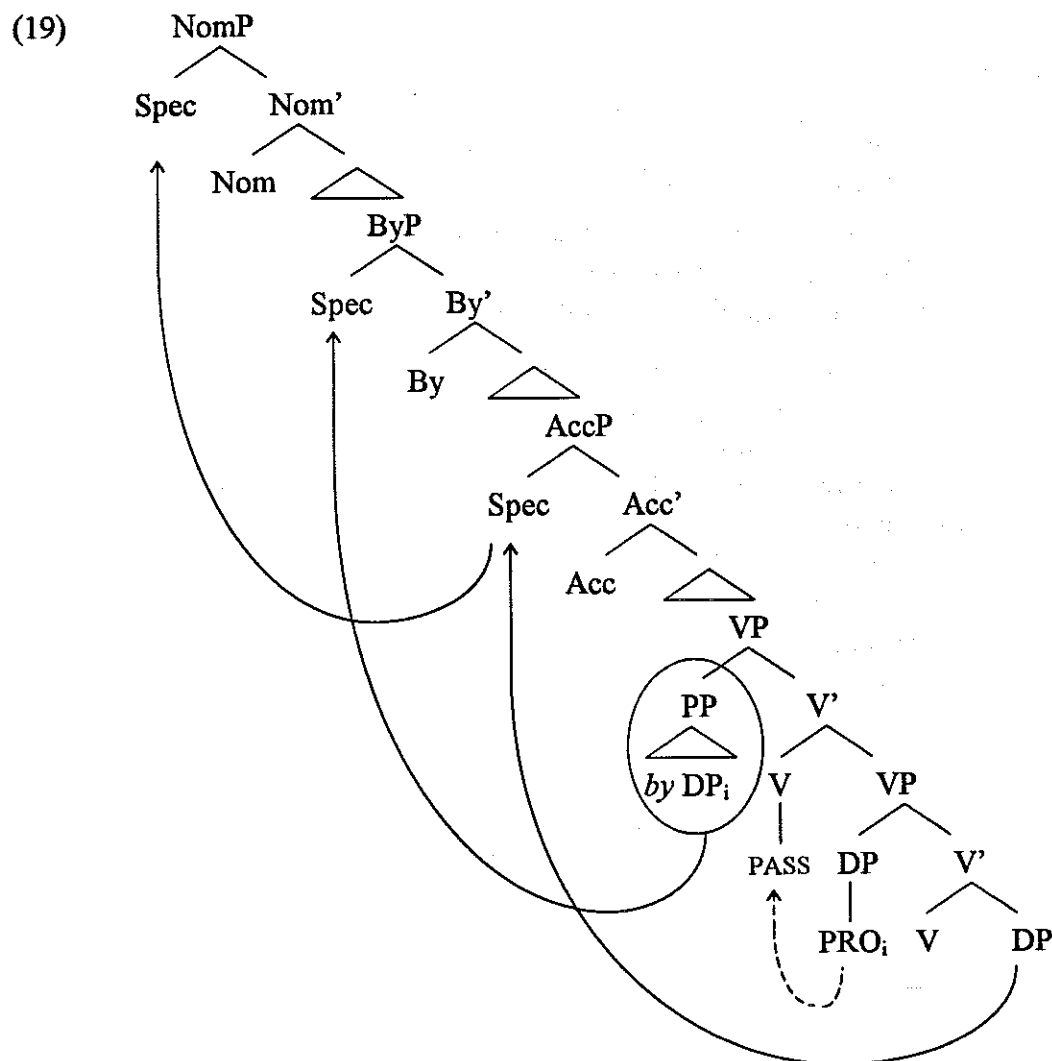 (19) NomP
Spec Nom’
Nom
ByP
Spec By’
By
AccP
Spec Acc’
Acc
VP
PP V’
by DPi V VP
PASS DP V’
PROi V DP